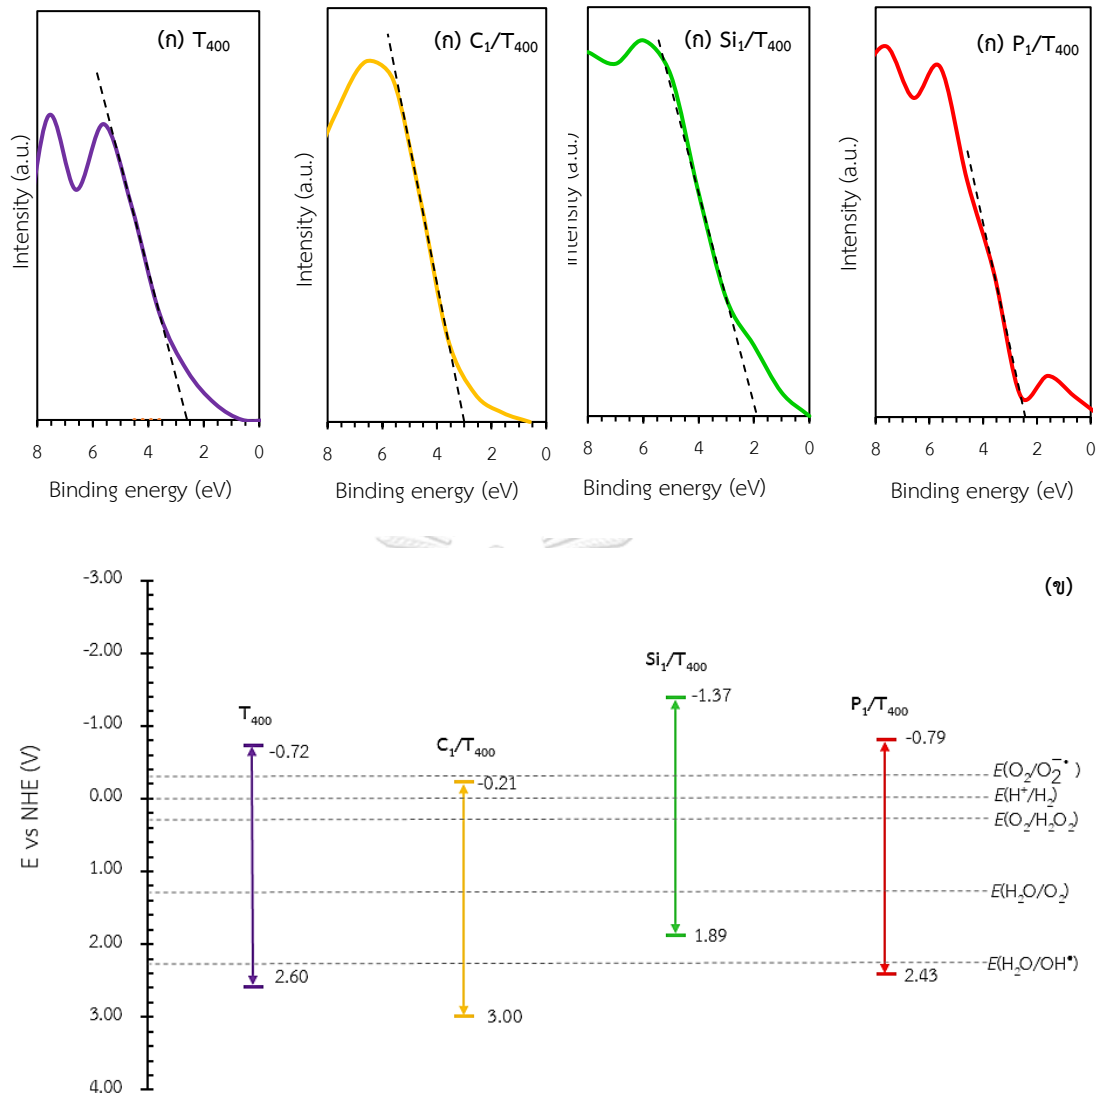 (ก) T₄₀₀
(ก) C₁/T₄₀₀
(ก) Si₁/T₄₀₀
(ก) P₁/T₄₀₀
Intensity (a.u.)
Intensity (a.u.)
Intensity (a.u.)
Intensity (a.u.)
8 6 4 2 0
8 6 4 2 0
8 6 4 2 0
8 6 4 2 0
Binding energy (eV)
Binding energy (eV)
Binding energy (eV)
Binding energy (eV)
(ข)
E vs NHE (V)
-3.00
-2.00
-1.00
0.00
1.00
2.00
3.00
4.00
T₄₀₀
-0.72
2.60
C₁/T₄₀₀
-0.21
3.00
Si₁/T₄₀₀
-1.37
1.89
P₁/T₄₀₀
-0.79
2.43
E(O₂/O₂⁻•)
E(H⁺/H₂)
E(O₂/H₂O₂)
E(H₂O/O₂)
E(H₂O/OH•)